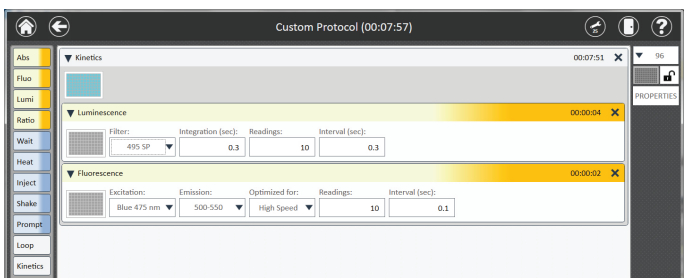 Custom Protocol (00:07:57)
25
?
Abs
Fluo
Lumi
Ratio
Wait
Heat
Inject
Shake
Prompt
Loop
Kinetics
Kinetics 00:07:51 X
Luminescence 00:00:04 X
Filter: Integration (sec): Readings: Interval (sec):
495 SP 0.3 10 0.3
Fluorescence 00:00:02 X
Excitation: Emission: Optimized for: Readings: Interval (sec):
Blue 475 nm 500-550 High Speed 10 0.1
96
PROPERTIES